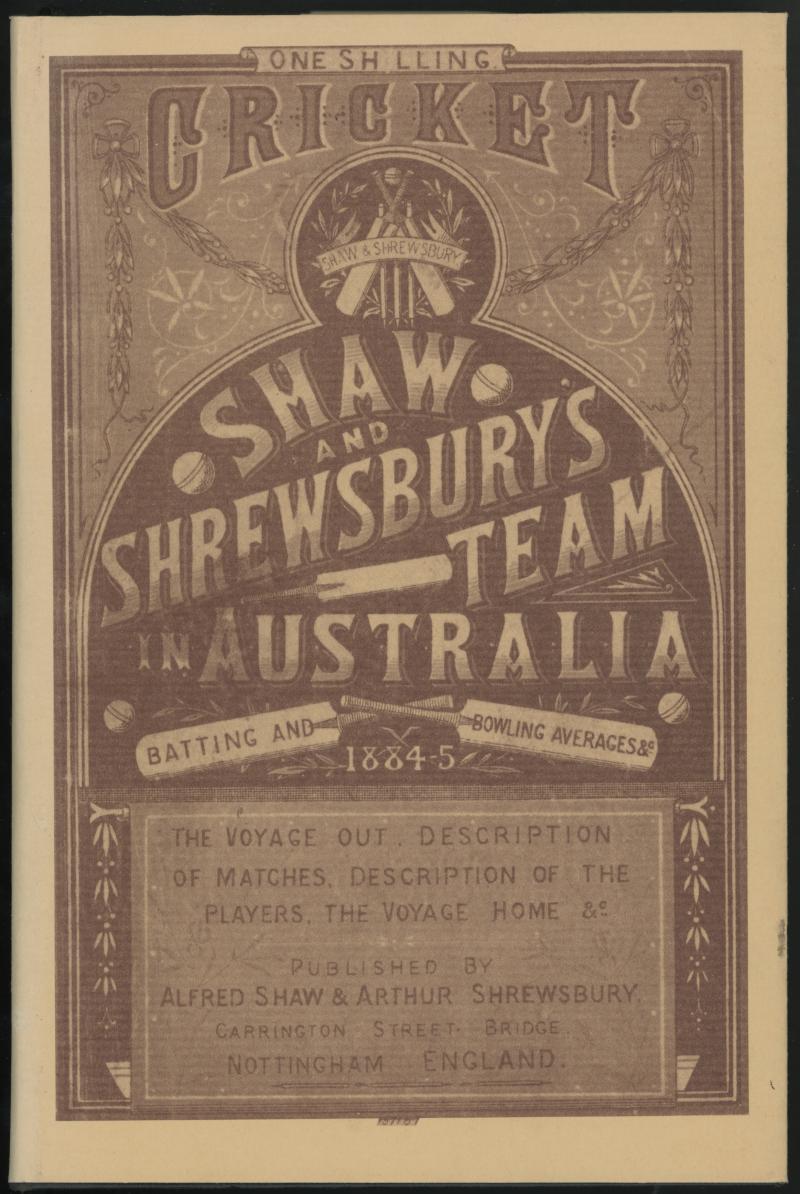 ONE SHILLING.
CRICKET
SHAW & SHREWSBURY
SHAW
AND
SHREWSBURY'S
TEAM
IN AUSTRALIA
BATTING AND BOWLING AVERAGES &c
1884-5
THE VOYAGE OUT. DESCRIPTION
OF MATCHES, DESCRIPTION OF THE
PLAYERS, THE VOYAGE HOME &c
PUBLISHED BY
ALFRED SHAW & ARTHUR SHREWSBURY,
CARRINGTON STREET BRIDGE.
NOTTINGHAM ENGLAND.